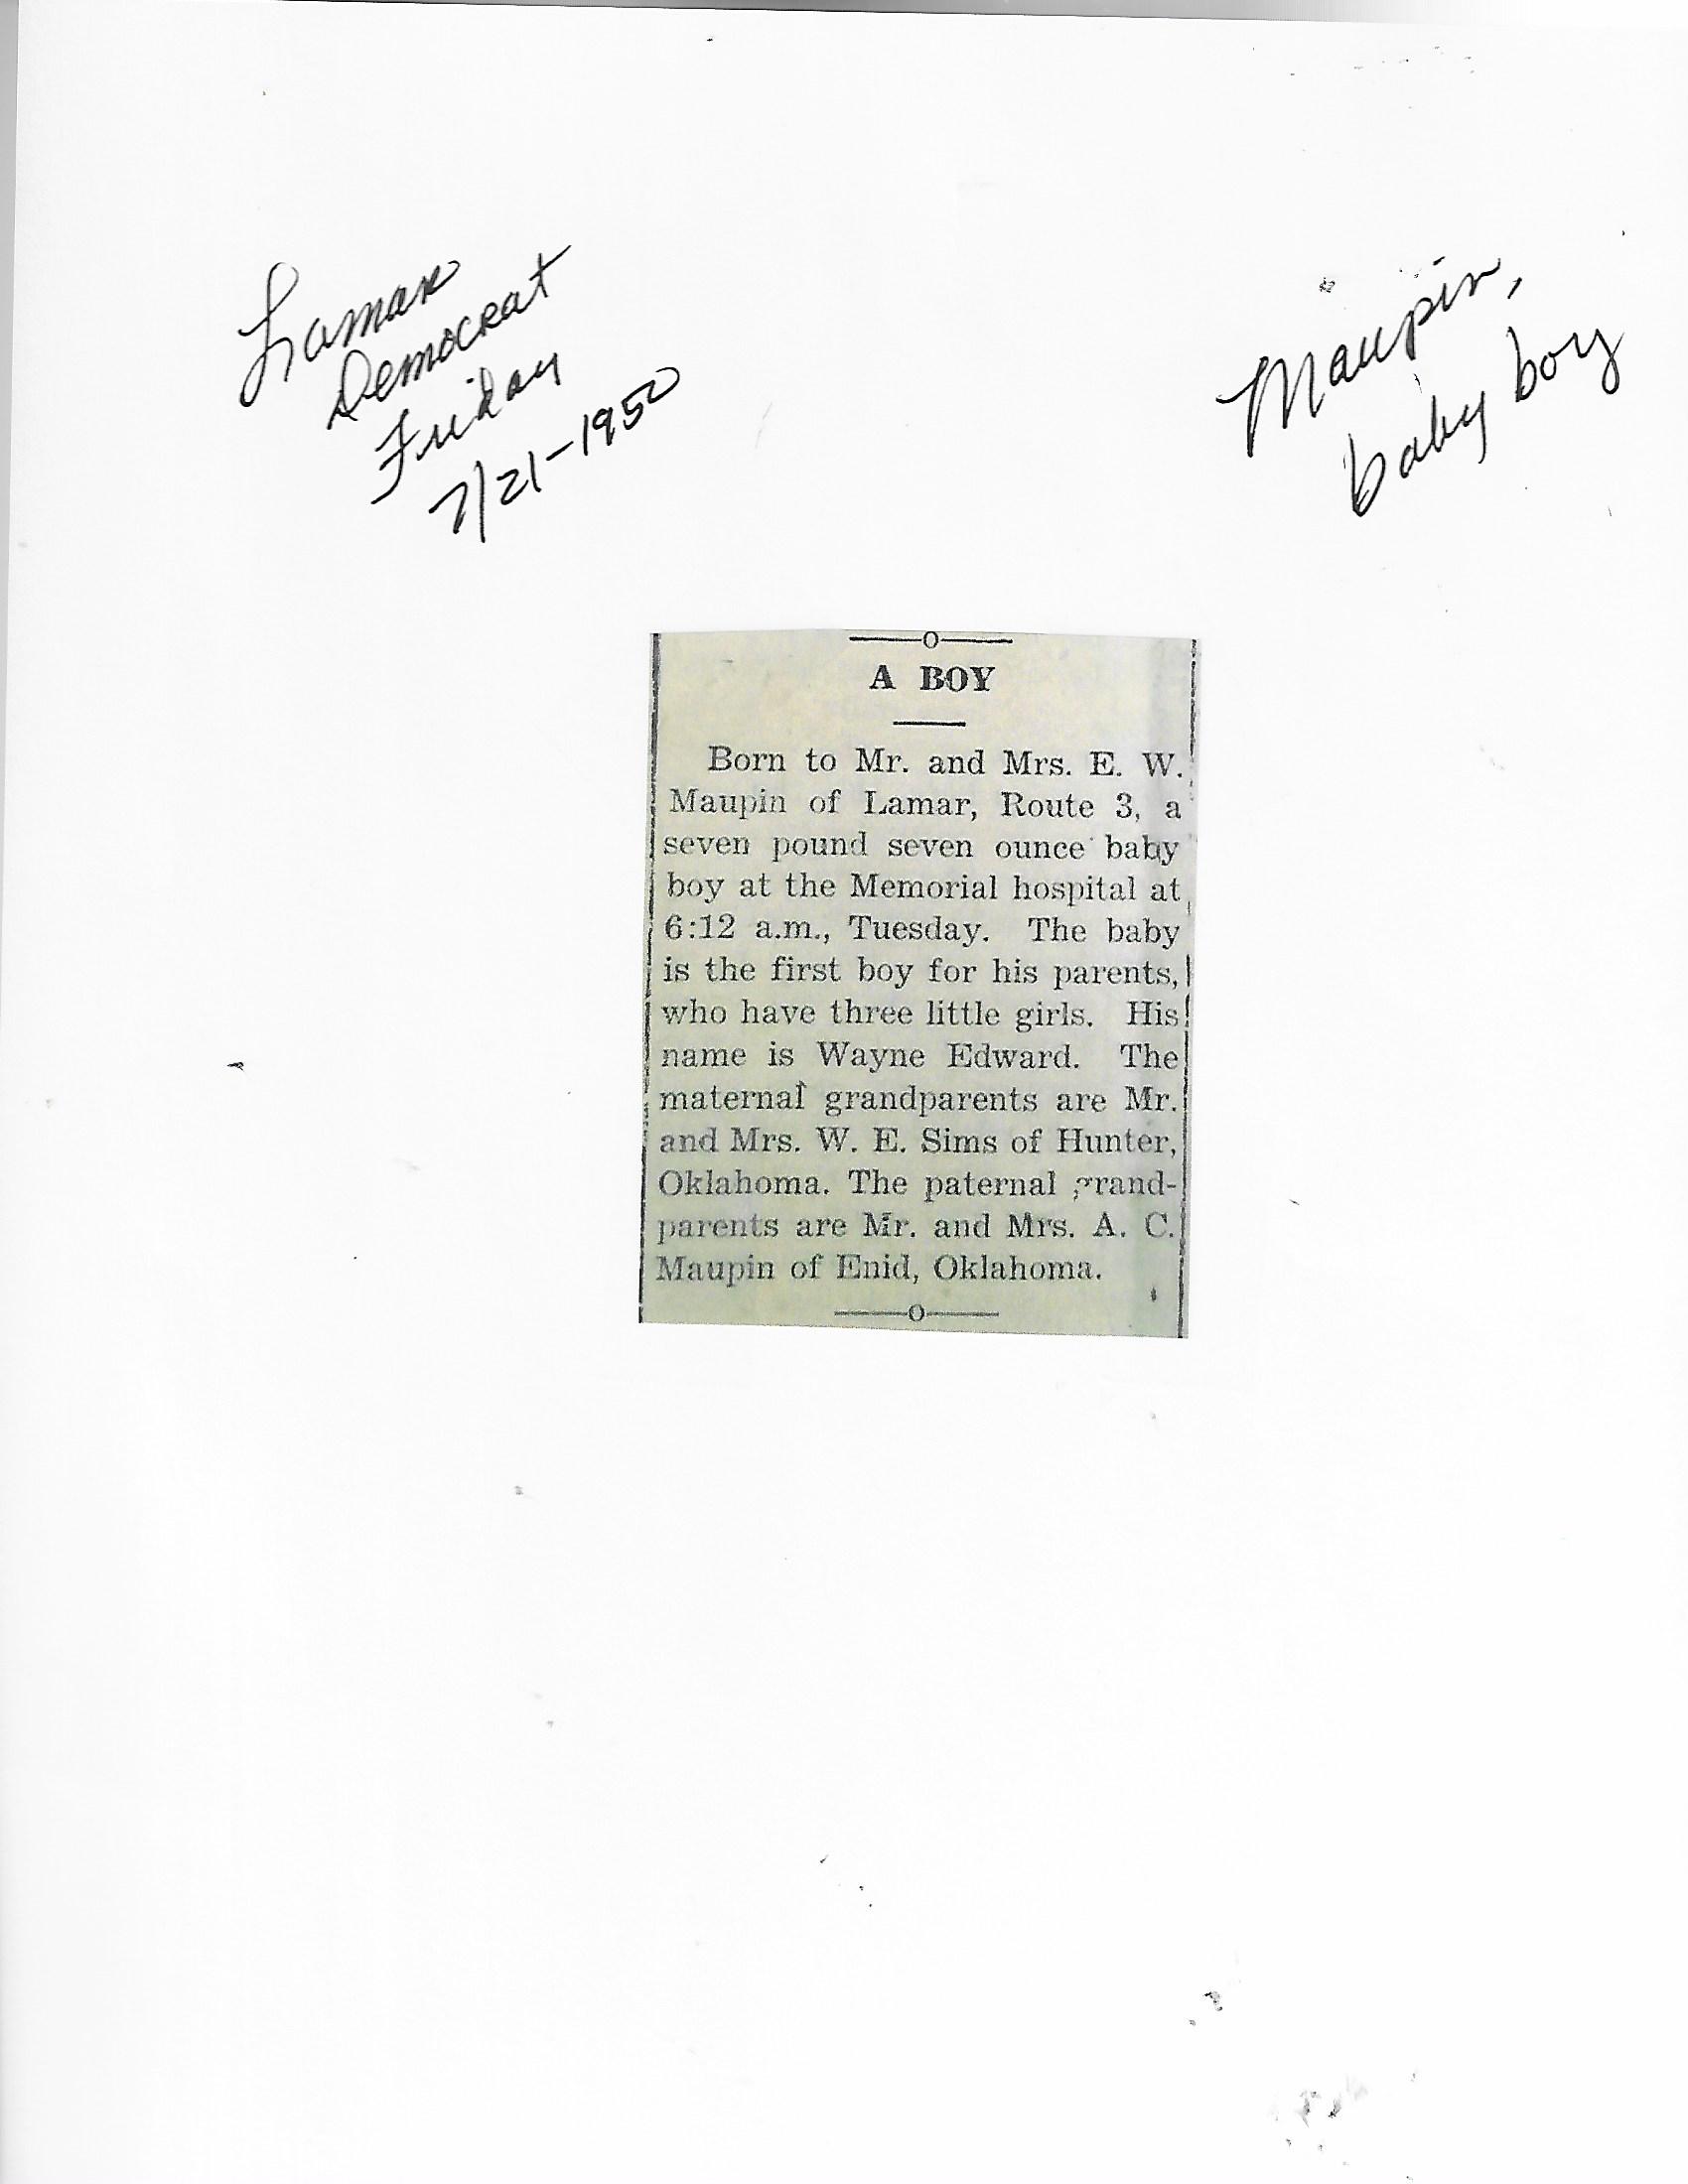 Lamar
Democrat
Friday
7/21-1950
Maupin,
baby boy
A BOY
Born to Mr. and Mrs. E. W.
Maupin of Lamar, Route 3, a
seven pound seven ounce baby
boy at the Memorial hospital at
6:12 a.m., Tuesday. The baby
is the first boy for his parents,
who have three little girls. His
name is Wayne Edward. The
maternal grandparents are Mr.
and Mrs. W. E. Sims of Hunter,
Oklahoma. The paternal grand-
parents are Mr. and Mrs. A. C.
Maupin of Enid, Oklahoma.